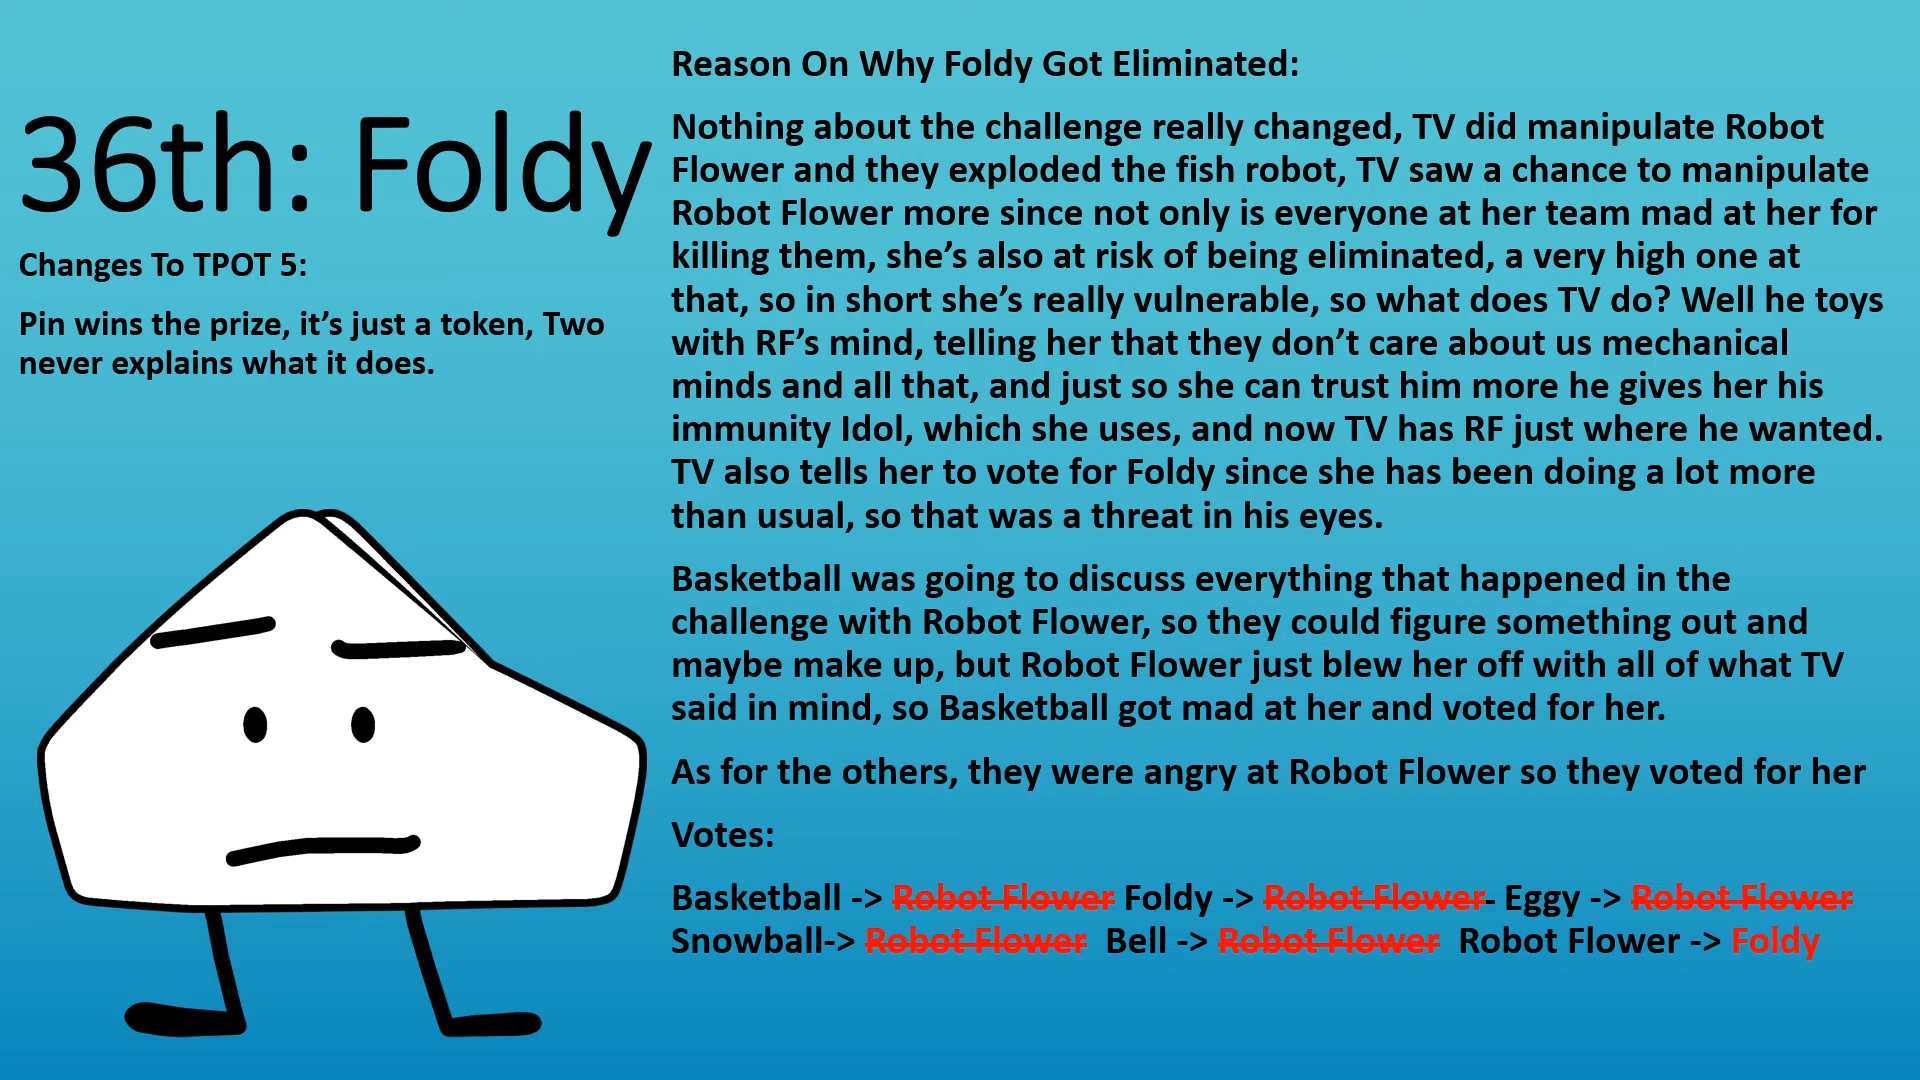 36th: Foldy
Changes To TPOT 5:
Pin wins the prize, it’s just a token, Two
never explains what it does.
Reason On Why Foldy Got Eliminated:
Nothing about the challenge really changed, TV did manipulate Robot
Flower and they exploded the fish robot, TV saw a chance to manipulate
Robot Flower more since not only is everyone at her team mad at her for
killing them, she’s also at risk of being eliminated, a very high one at
that, so in short she’s really vulnerable, so what does TV do? Well he toys
with RF’s mind, telling her that they don’t care about us mechanical
minds and all that, and just so she can trust him more he gives her his
immunity Idol, which she uses, and now TV has RF just where he wanted.
TV also tells her to vote for Foldy since she has been doing a lot more
than usual, so that was a threat in his eyes.
Basketball was going to discuss everything that happened in the
challenge with Robot Flower, so they could figure something out and
maybe make up, but Robot Flower just blew her off with all of what TV
said in mind, so Basketball got mad at her and voted for her.
As for the others, they were angry at Robot Flower so they voted for her
Votes:
Basketball -> Robot Flower Foldy -> Robot Flower Eggy -> Robot Flower
Snowball-> Robot Flower Bell -> Robot Flower Robot Flower -> Foldy